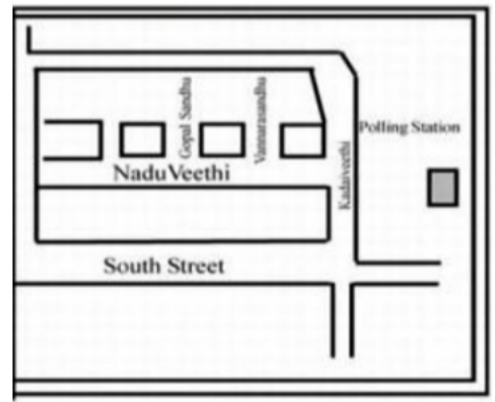 Gopal Sandhu
Vannarasandhu
Polling Station
Kadaiveethi
NaduVeethi
South Street